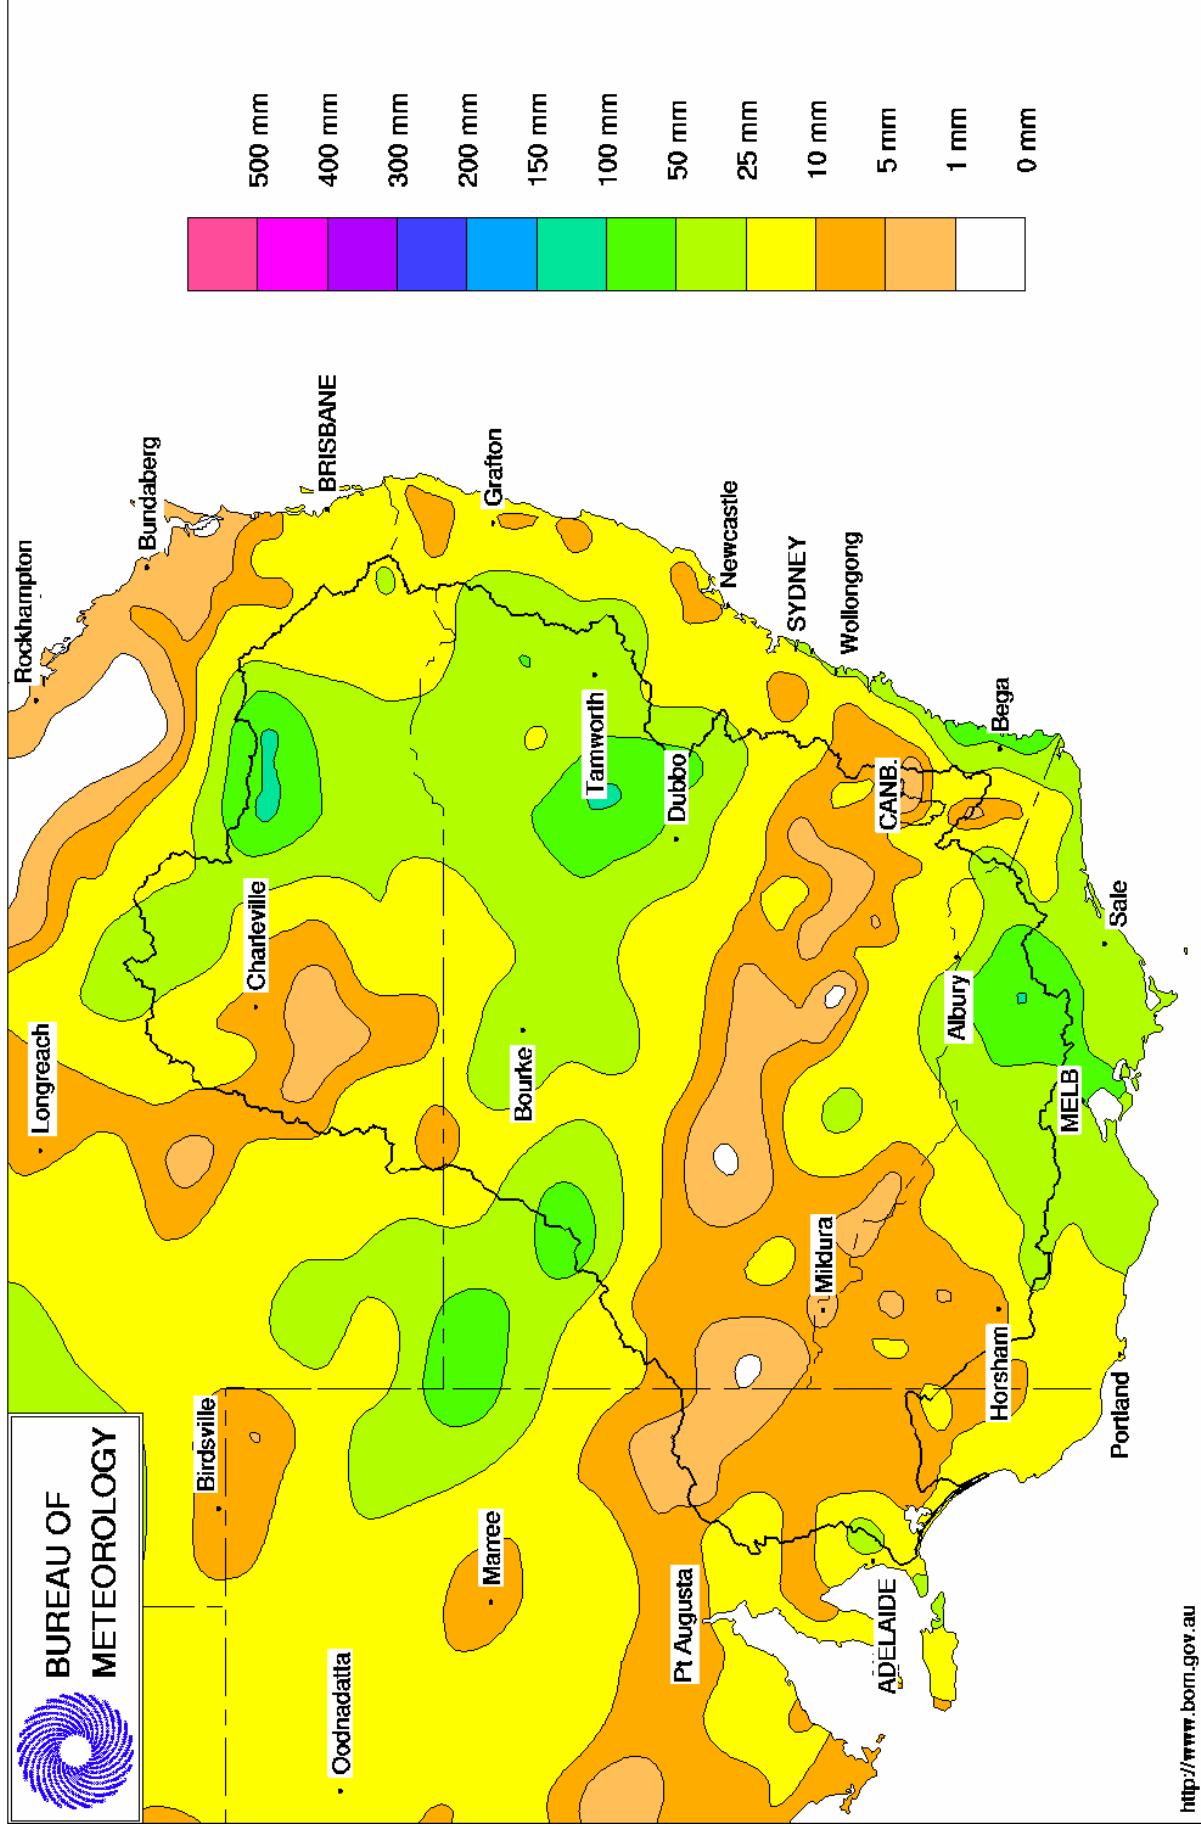 BUREAU OF
METEOROLOGY
Rockhampton
Longreach
Bundaberg
Birdsville
Charleville
BRISBANE
Oodnadatta
Marree
Bourke
Grafton
Tamworth
Pt Augusta
Dubbo
Newcastle
SYDNEY
Mildura
Wollongong
ADELAIDE
CANB.
Albury
Horsham
Bega
MELB
Portland
Sale
500 mm
400 mm
300 mm
200 mm
150 mm
100 mm
50 mm
25 mm
10 mm
5 mm
1 mm
0 mm
http://www.bom.gov.au